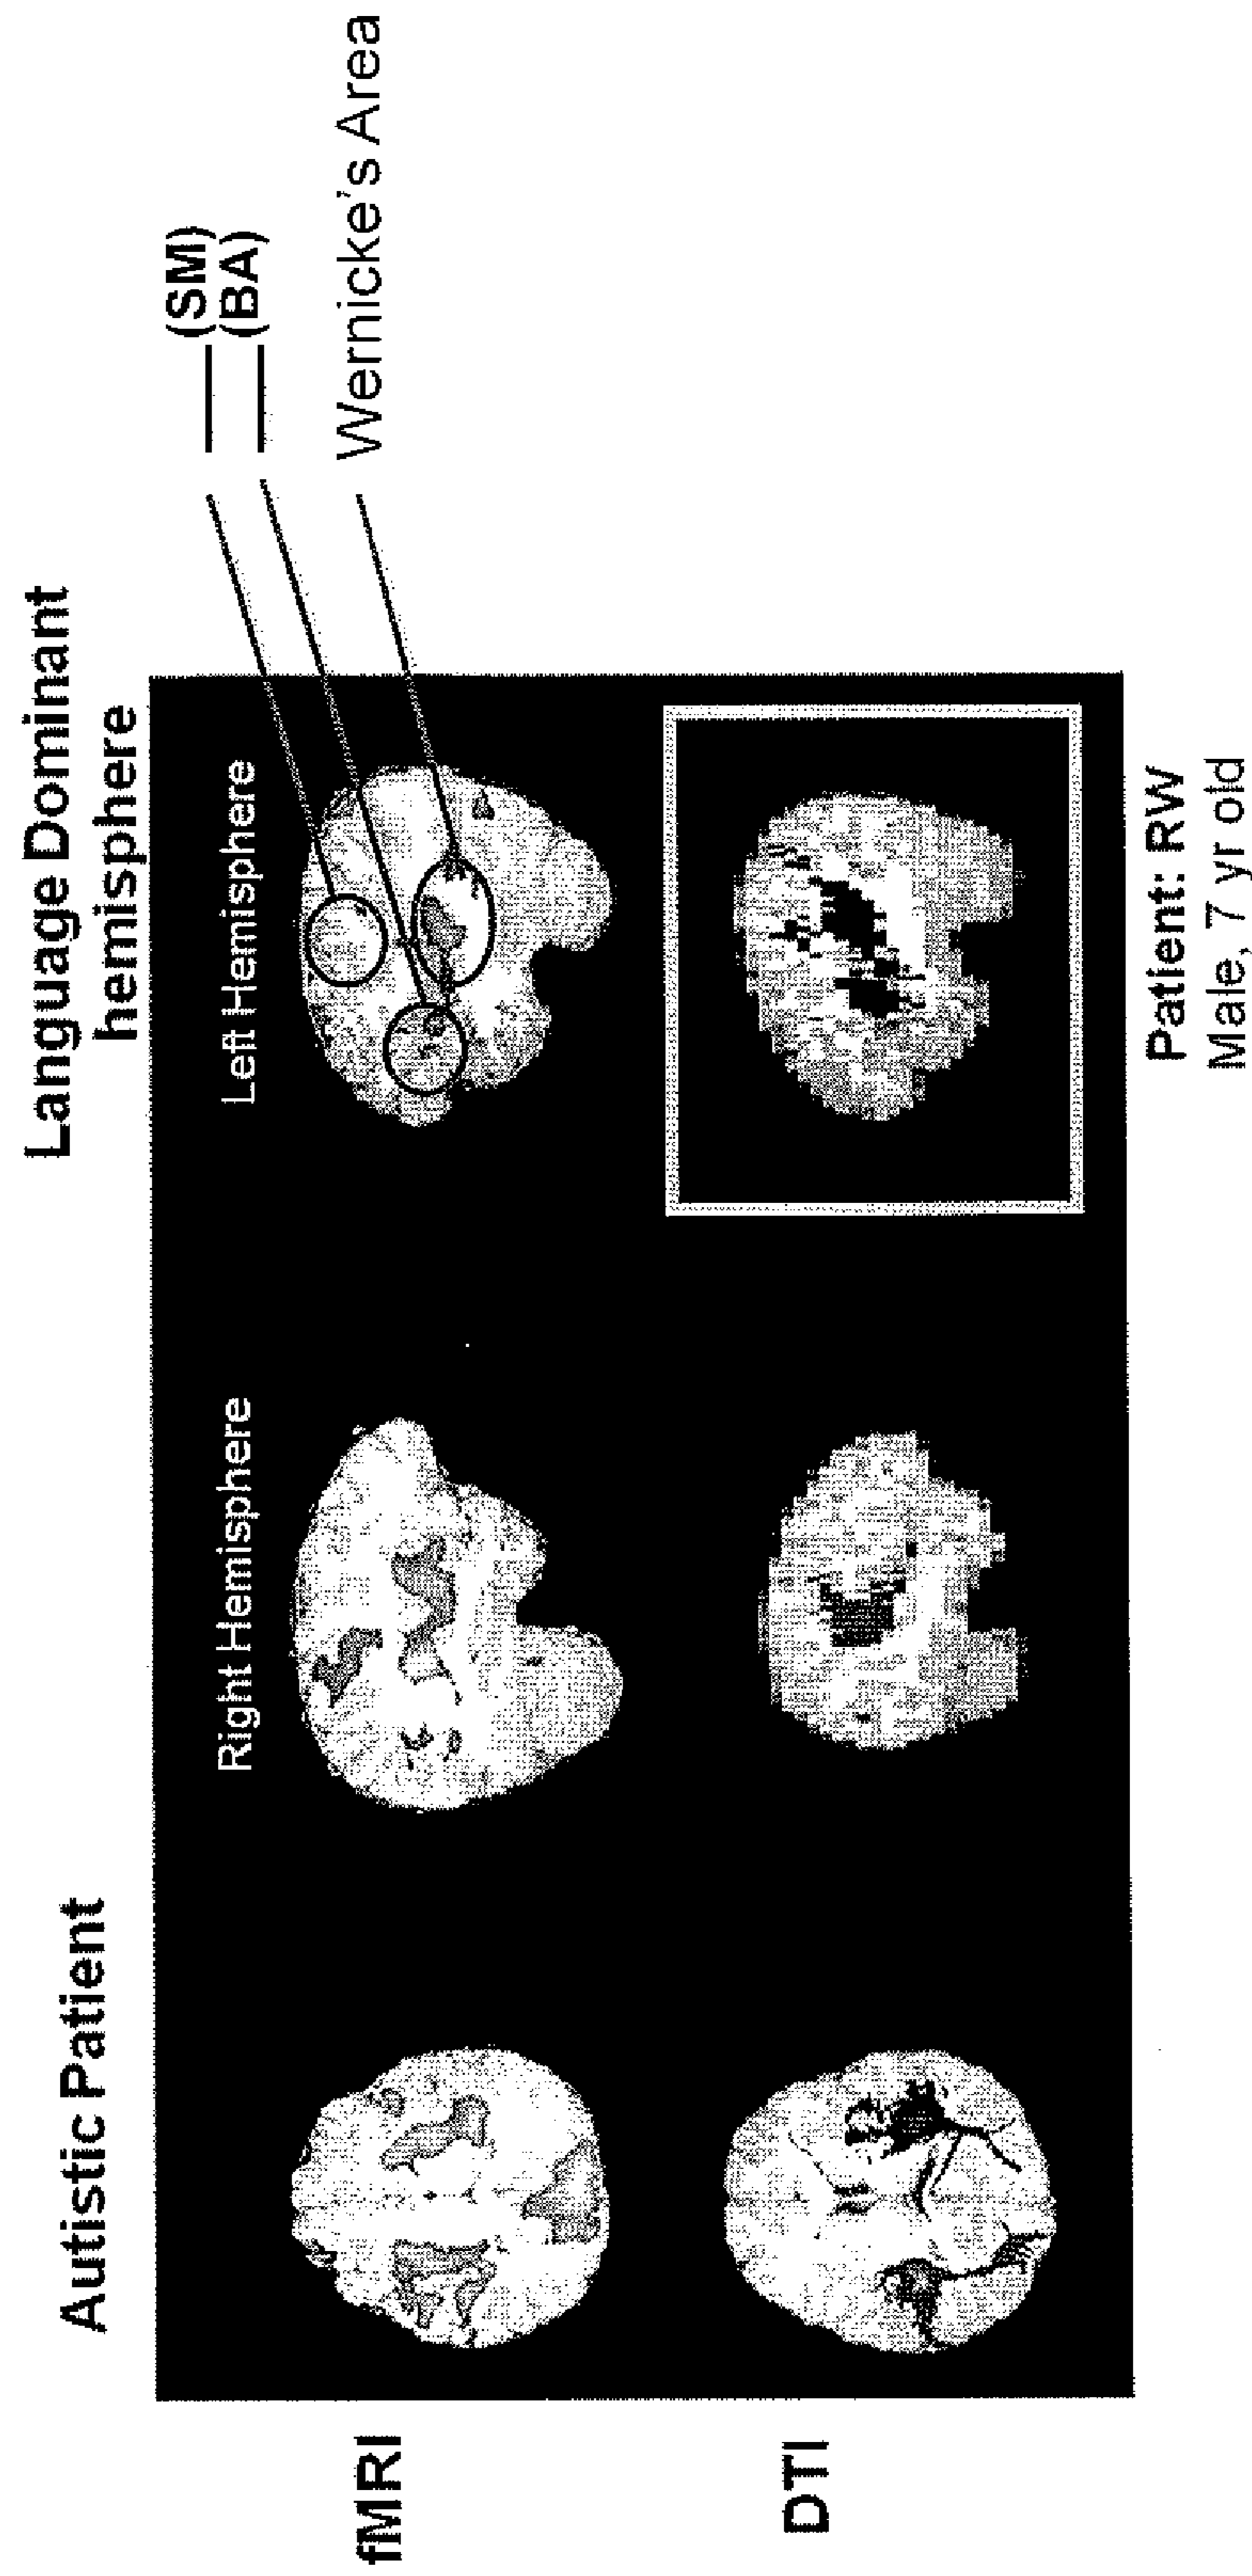 Autistic Patient
Language Dominant
hemisphere
Right Hemisphere
Left Hemisphere
(SM)
(BA)
Wernicke's Area
fMRI
DTI
Patient: RW
Male, 7 yr old